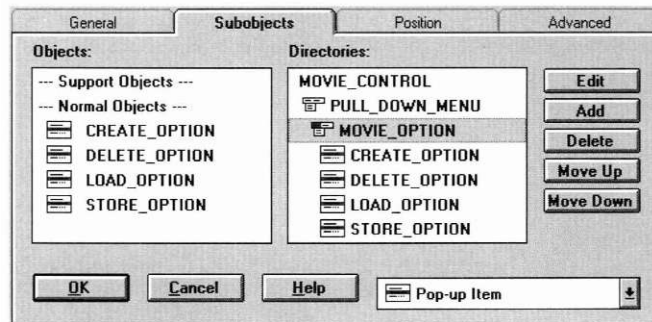 General Subobjects Position Advanced
Objects:
--- Support Objects ---
--- Normal Objects ---
CREATE_OPTION
DELETE_OPTION
LOAD_OPTION
STORE_OPTION
Directories:
MOVIE_CONTROL
PULL_DOWN_MENU
MOVIE_OPTION
CREATE_OPTION
DELETE_OPTION
LOAD_OPTION
STORE_OPTION
Edit
Add
Delete
Move Up
Move Down
OK Cancel Help Pop-up Item